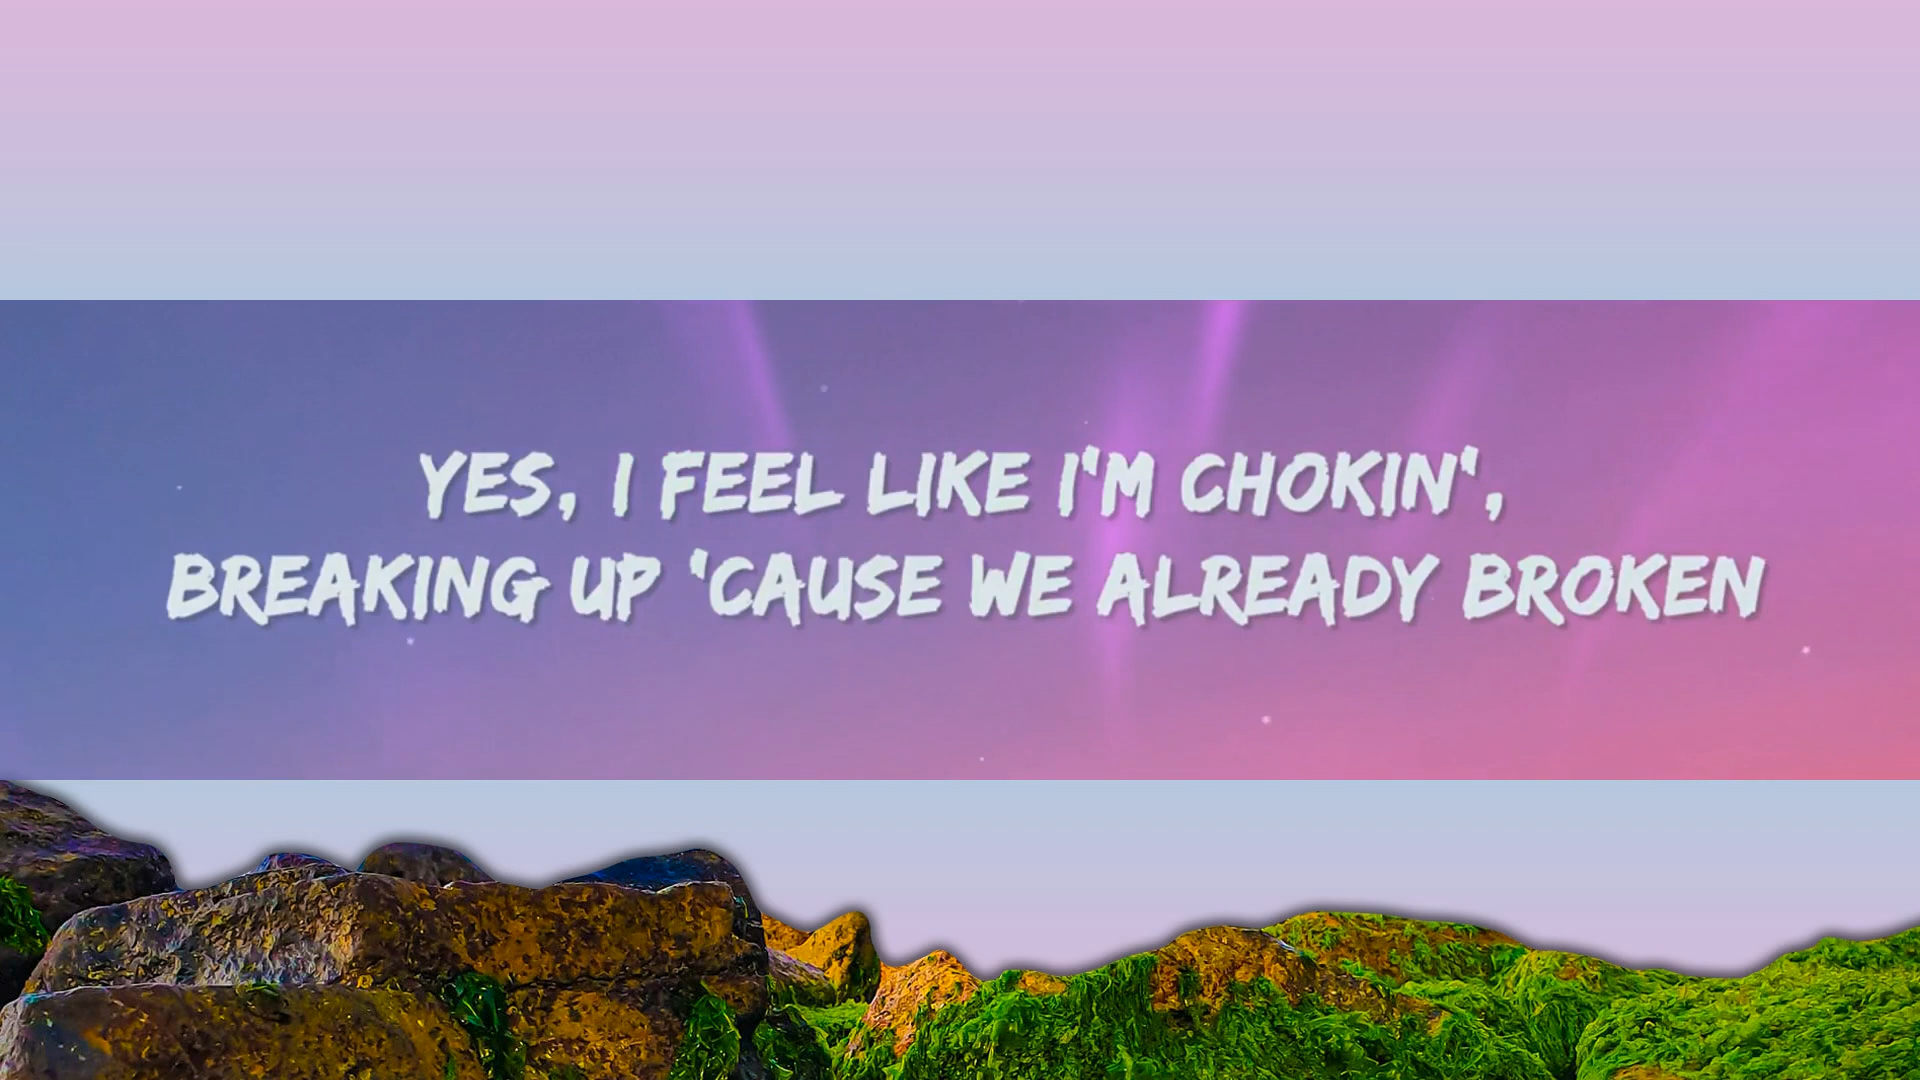 YES, I FEEL LIKE I'M CHOKIN',
BREAKING UP 'CAUSE WE ALREADY BROKEN